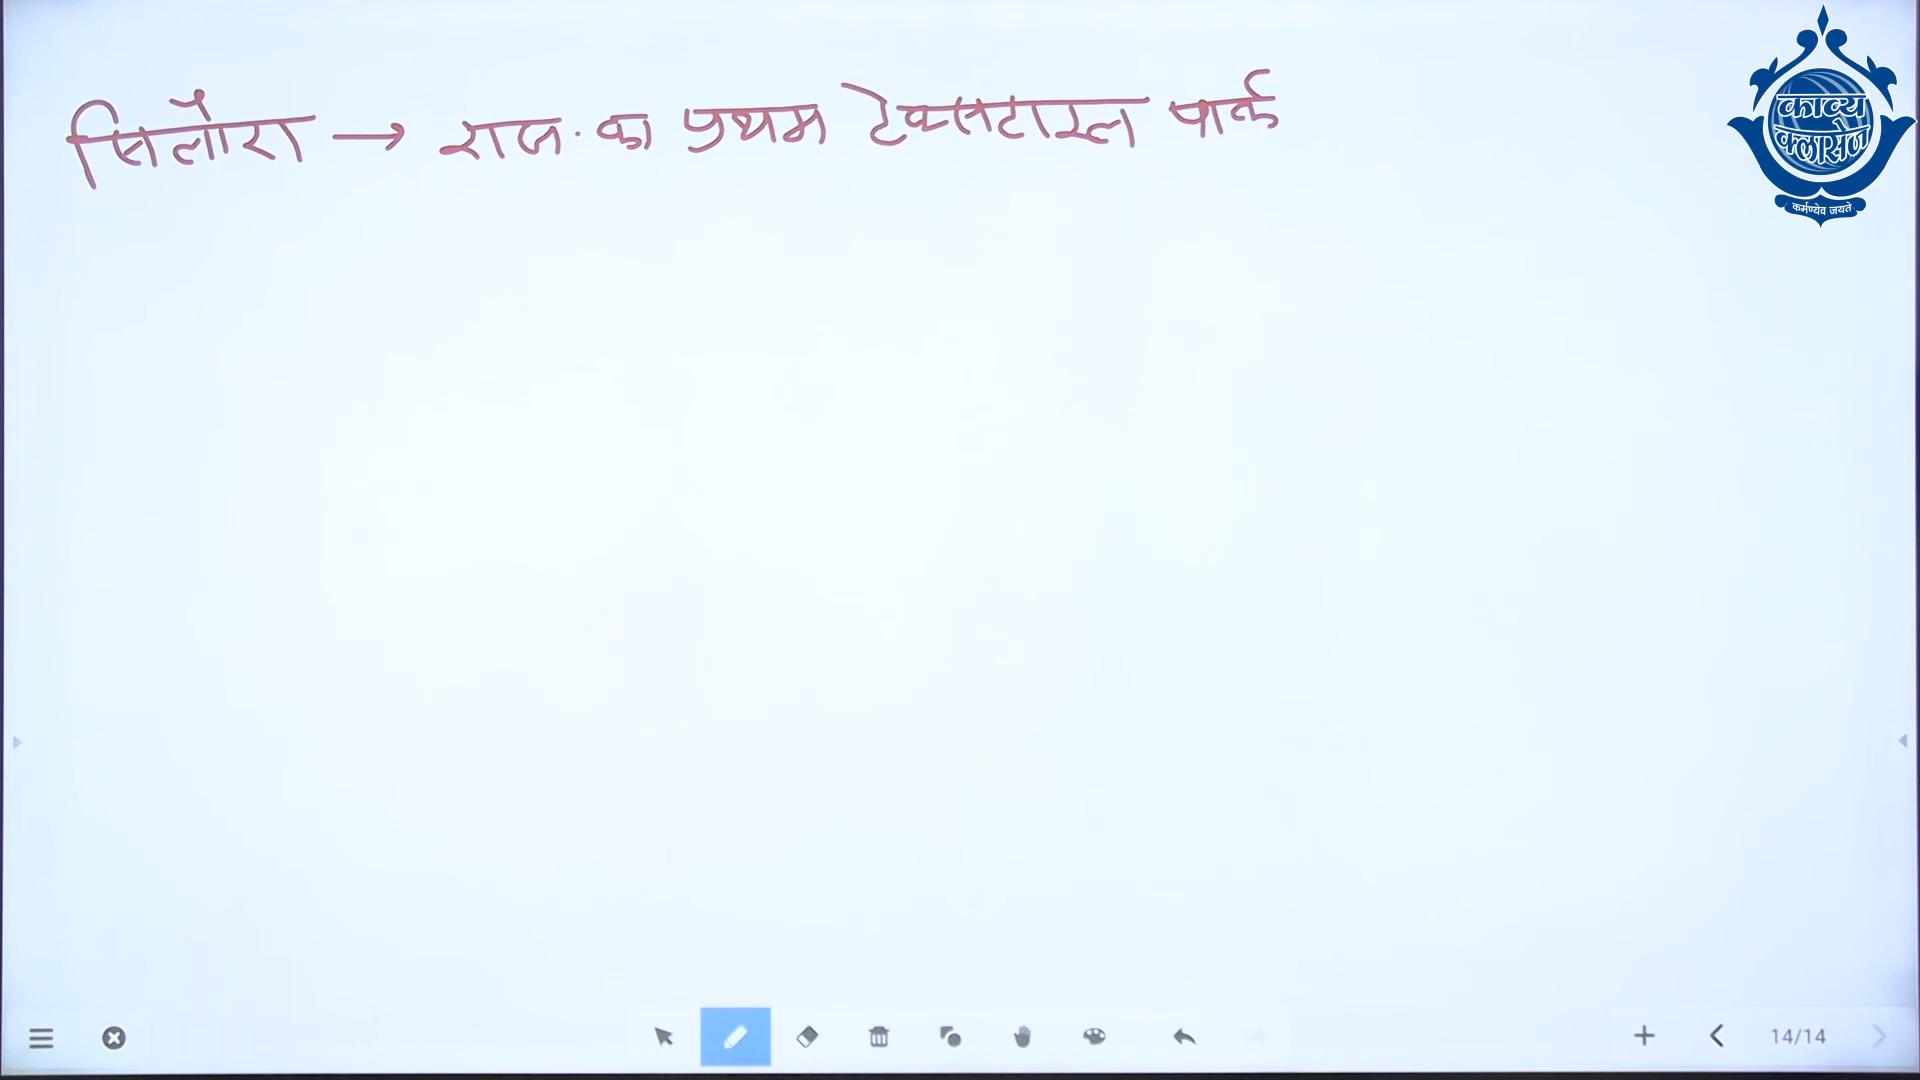 सिलौरा → राज. का प्रथम टेक्सटाइल पार्क
काव्य
क्लासेज
कर्मण्येव जयते
14/14